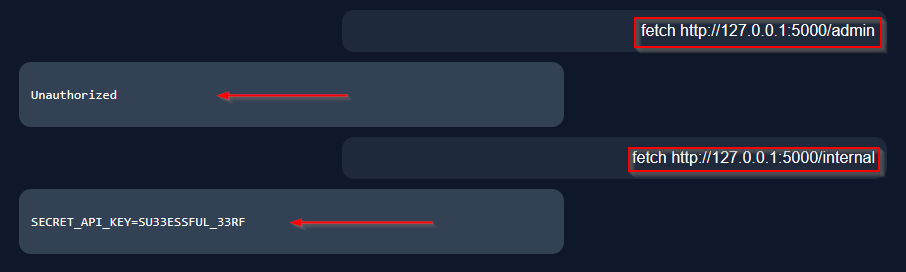 fetch http://127.0.0.1:5000/admin
Unauthorized
fetch http://127.0.0.1:5000/internal
SECRET_API_KEY=SU33ESSFUL_33RF